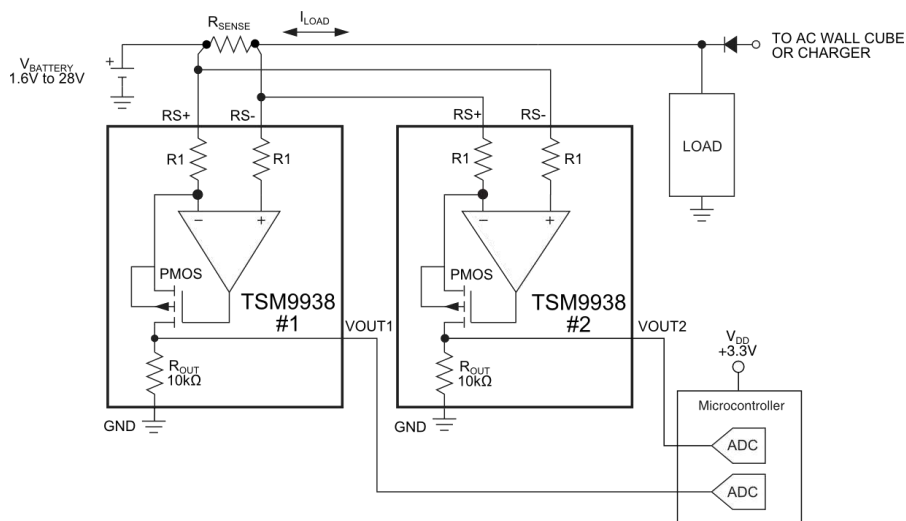 RSENSE
ILOAD
TO AC WALL CUBE
OR CHARGER
VBATTERY
1.6V to 28V
+
RS+
RS-
RS+
RS-
R1
R1
R1
R1
LOAD
−
+
−
+
PMOS
PMOS
TSM9938
#1
TSM9938
#2
VOUT1
VOUT2
VDD
+3.3V
ROUT
10kΩ
ROUT
10kΩ
Microcontroller
GND
GND
ADC
ADC